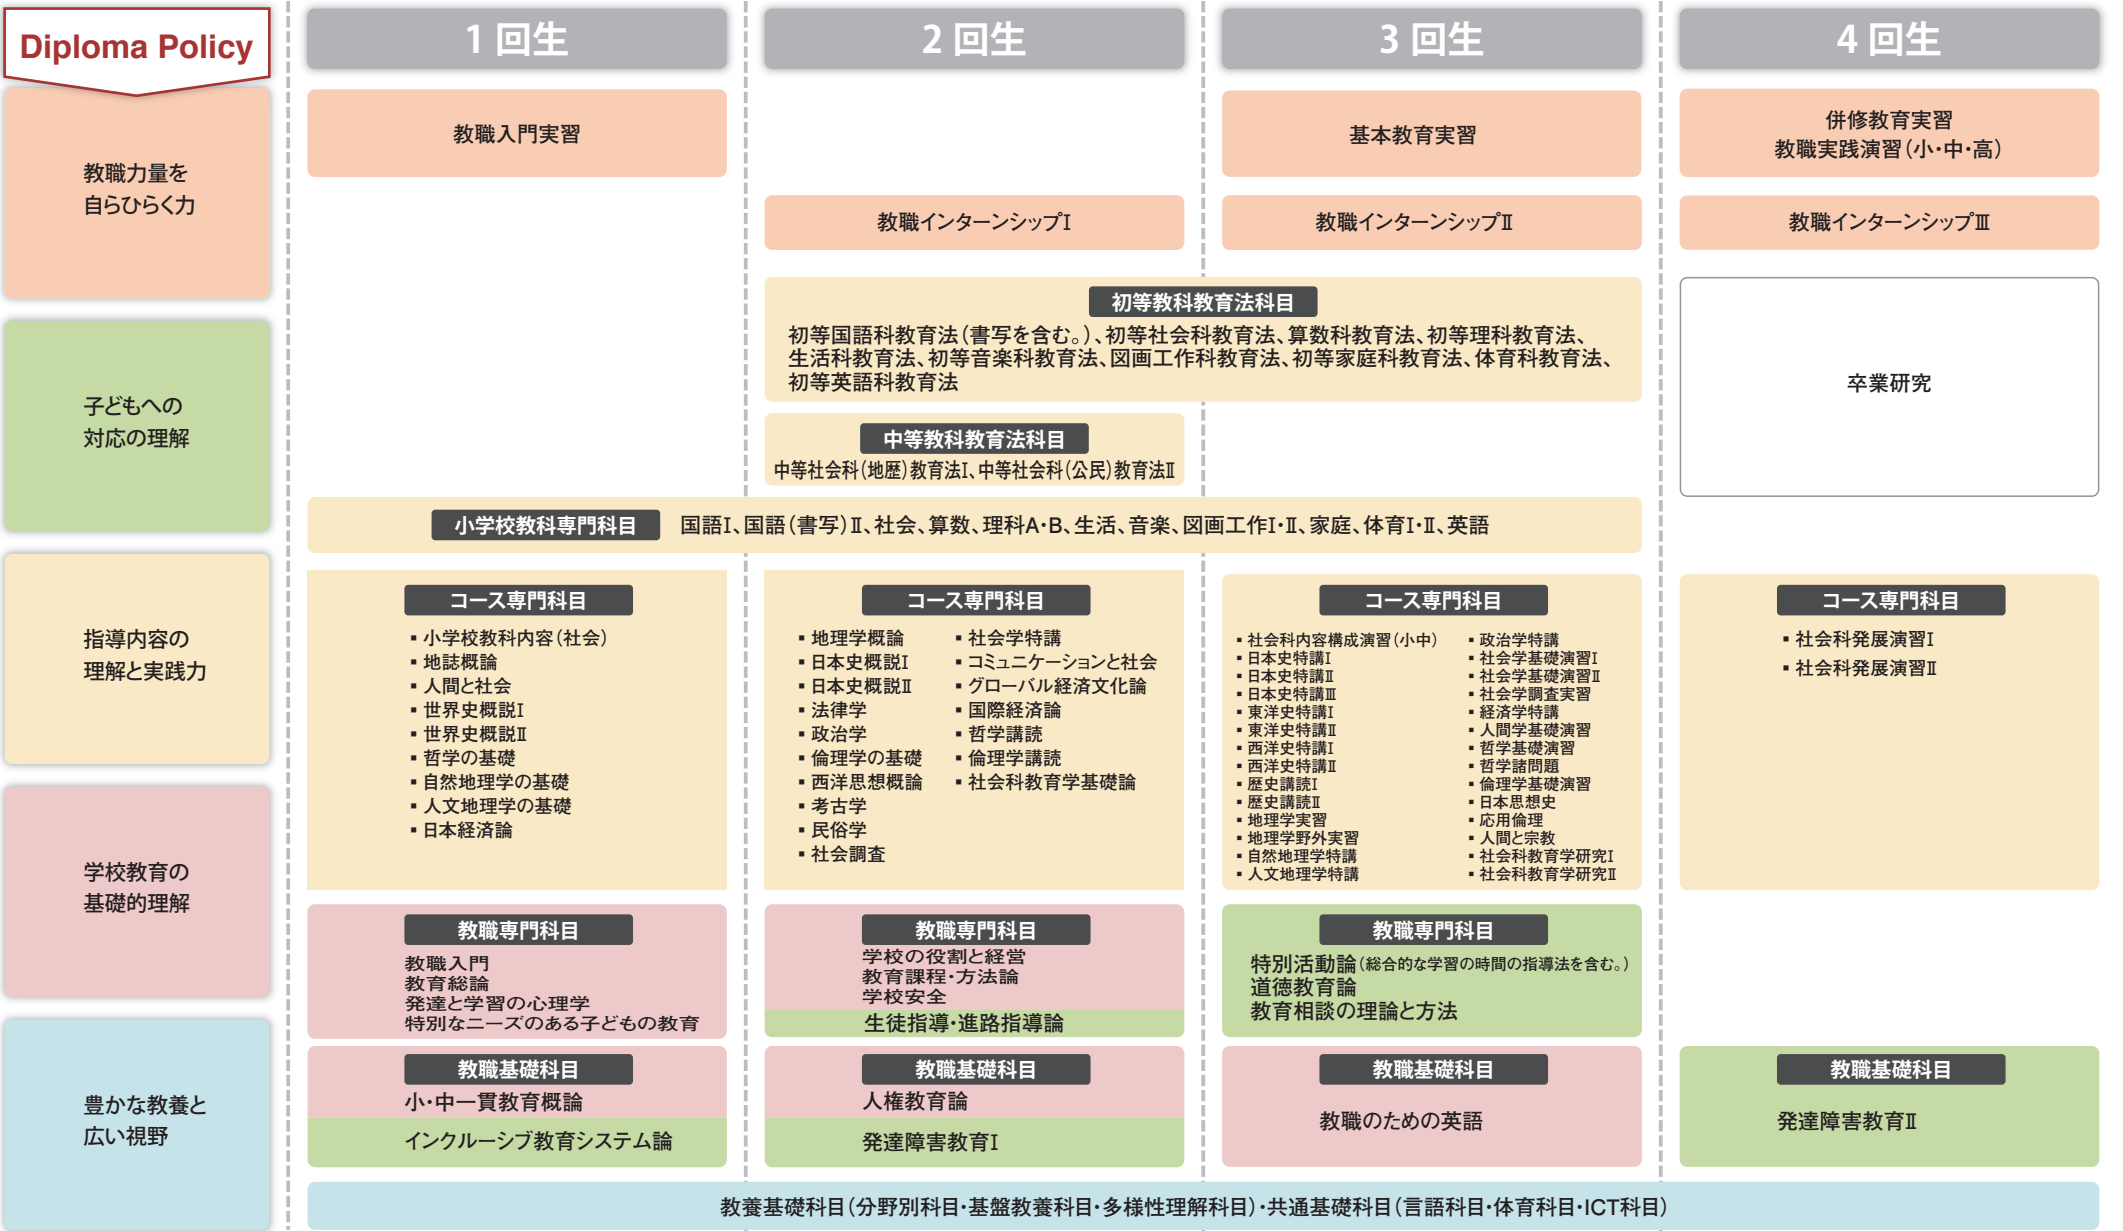 Diploma Policy
1回生
2回生
3回生
4回生
教職力量を
自らひらく力
子どもへの
対応の理解
指導内容の
理解と実践力
学校教育の
基礎的理解
豊かな教養と
広い視野
教職入門実習
基本教育実習
併修教育実習
教職実践演習(小・中・高)
教職インターンシップⅠ
教職インターンシップⅡ
教職インターンシップⅢ
初等教科教育法科目
初等国語科教育法(書写を含む。)、初等社会科教育法、算数科教育法、初等理科教育法、
生活科教育法、初等音楽科教育法、図画工作科教育法、初等家庭科教育法、体育科教育法、
初等英語科教育法
卒業研究
中等教科教育法科目
中等社会科(地歴)教育法Ⅰ、中等社会科(公民)教育法Ⅱ
小学校教科専門科目 国語Ⅰ、国語(書写)Ⅱ、社会、算数、理科A・B、生活、音楽、図画工作Ⅰ・Ⅱ、家庭、体育Ⅰ・Ⅱ、英語
コース専門科目
▪ 小学校教科内容(社会)
▪ 地誌概論
▪ 人間と社会
▪ 世界史概説Ⅰ
▪ 世界史概説Ⅱ
▪ 哲学の基礎
▪ 自然地理学の基礎
▪ 人文地理学の基礎
▪ 日本経済論
コース専門科目
▪ 地理学概論
▪ 日本史概説Ⅰ
▪ 日本史概説Ⅱ
▪ 法律学
▪ 政治学
▪ 倫理学の基礎
▪ 西洋思想概論
▪ 考古学
▪ 民俗学
▪ 社会調査
▪ 社会学特講
▪ コミュニケーションと社会
▪ グローバル経済文化論
▪ 国際経済論
▪ 哲学講読
▪ 倫理学講読
▪ 社会科教育学基礎論
コース専門科目
▪ 社会科内容構成演習(小中)
▪ 日本史特講Ⅰ
▪ 日本史特講Ⅱ
▪ 日本史特講Ⅲ
▪ 東洋史特講Ⅰ
▪ 東洋史特講Ⅱ
▪ 西洋史特講Ⅰ
▪ 西洋史特講Ⅱ
▪ 歴史講読Ⅰ
▪ 歴史講読Ⅱ
▪ 地理学実習
▪ 地理学野外実習
▪ 自然地理学特講
▪ 人文地理学特講
▪ 政治学特講
▪ 社会学基礎演習Ⅰ
▪ 社会学基礎演習Ⅱ
▪ 社会学調査実習
▪ 経済学特講
▪ 人間学基礎演習
▪ 哲学基礎演習
▪ 哲学諸問題
▪ 倫理学基礎演習
▪ 日本思想史
▪ 応用倫理
▪ 人間と宗教
▪ 社会科教育学研究Ⅰ
▪ 社会科教育学研究Ⅱ
コース専門科目
▪ 社会科発展演習Ⅰ
▪ 社会科発展演習Ⅱ
教職専門科目
教職入門
教育総論
発達と学習の心理学
特別なニーズのある子どもの教育
教職専門科目
学校の役割と経営
教育課程・方法論
学校安全
生徒指導・進路指導論
教職専門科目
特別活動論(総合的な学習の時間の指導法を含む。)
道徳教育論
教育相談の理論と方法
教職基礎科目
小・中一貫教育概論
インクルーシブ教育システム論
教職基礎科目
人権教育論
発達障害教育Ⅰ
教職基礎科目
教職のための英語
教職基礎科目
発達障害教育Ⅱ
教養基礎科目(分野別科目・基盤教養科目・多様性理解科目)・共通基礎科目(言語科目・体育科目・ICT科目)